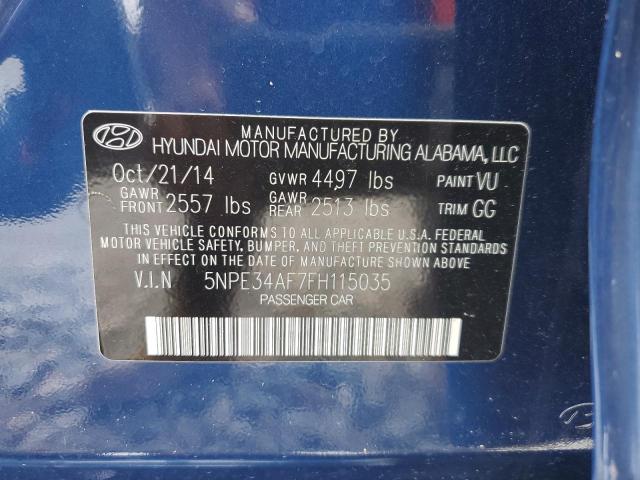 MANUFACTURED BY
HYUNDAI MOTOR MANUFACTURING ALABAMA, LLC
Oct/21/14 GVWR 4497 lbs PAINT VU
GAWR FRONT 2557 lbs GAWR REAR 2513 lbs TRIM GG
THIS VEHICLE CONFORMS TO ALL APPLICABLE U.S.A. FEDERAL
MOTOR VEHICLE SAFETY, BUMPER, AND THEFT PREVENTION STANDARDS
IN EFFECT ON THE DATE OF MANUFACTURE SHOWN ABOVE.
V.I.N 5NPE34AF7FH115035
PASSENGER CAR